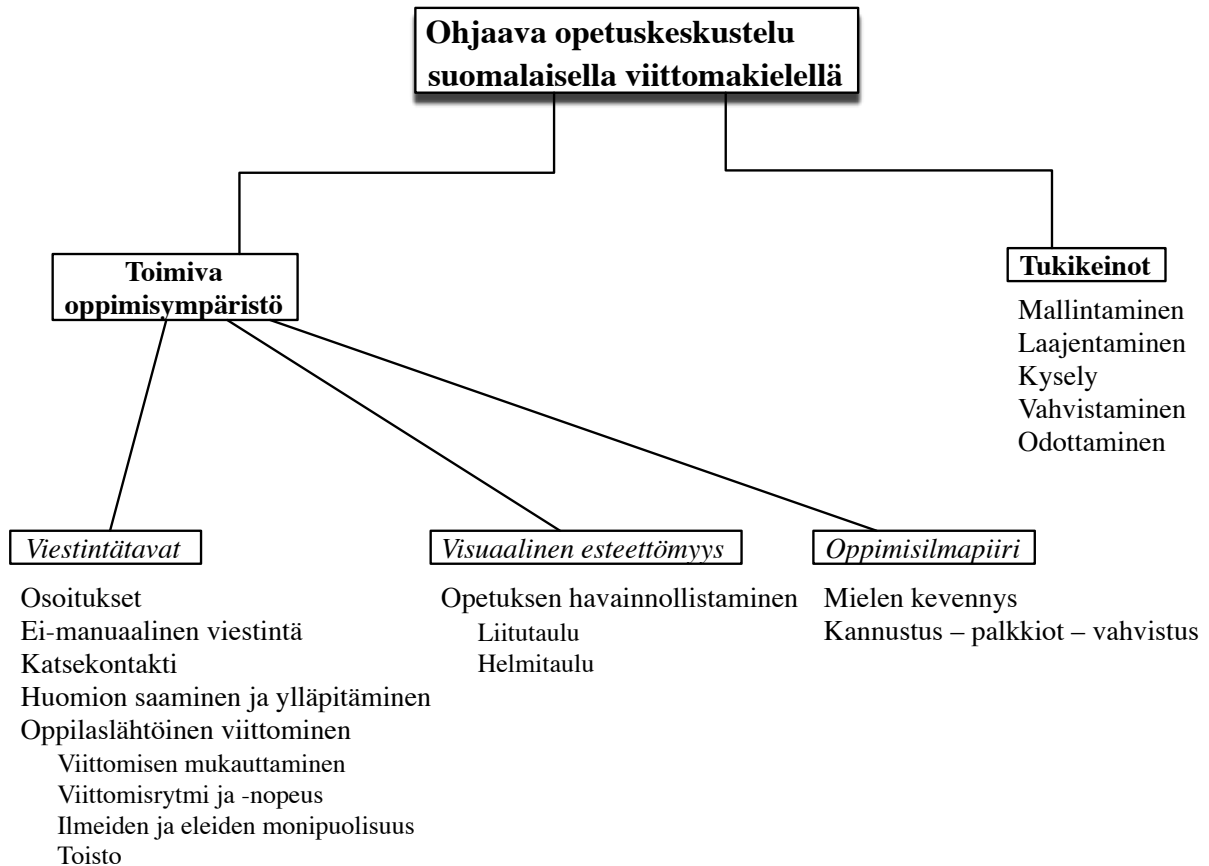 Ohjaava opetuskeskustelu
suomalaisella viittomakielellä
Toimiva
oppimisympäristö
Tukikeinot
Mallintaminen
Laajentaminen
Kysely
Vahvistaminen
Odottaminen
Viestintätavat
Osoitukset
Ei-manuaalinen viestintä
Katsekontakti
Huomion saaminen ja ylläpitäminen
Oppilaslähtöinen viittominen
Viittomisen mukauttaminen
Viittomisrytmi ja -nopeus
Ilmeiden ja eleiden monipuolisuus
Toisto
Visuaalinen esteettömyys
Opetuksen havainnollistaminen
Liitutaulu
Helmitaulu
Oppimisilmapiiri
Mielen kevennys
Kannustus – palkkiot – vahvistus